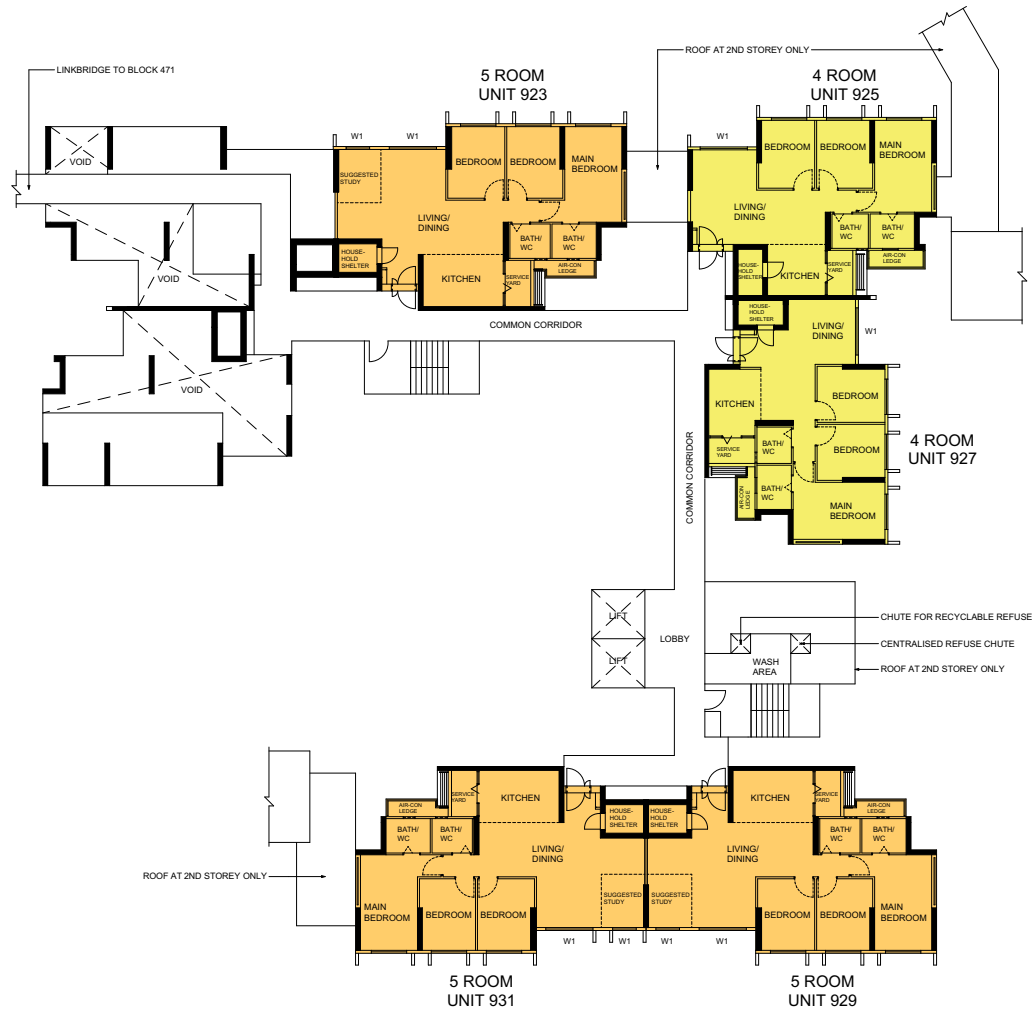 ROOF AT 2ND STOREY ONLY
LINKBRIDGE TO BLOCK 471
5 ROOM
UNIT 923
4 ROOM
UNIT 925
W1
W1
W1
VOID
BEDROOM
BEDROOM
MAIN
BEDROOM
SUGGESTED
STUDY
LIVING/
DINING
BATH/
WC
BATH/
WC
HOUSE-
HOLD
SHELTER
KITCHEN
SERVICE
YARD
AIR-CON
LEDGE
BEDROOM
BEDROOM
MAIN
BEDROOM
LIVING/
DINING
BATH/
WC
BATH/
WC
HOUSE-
HOLD
SHELTER
KITCHEN
SERVICE
YARD
AIR-CON
LEDGE
VOID
VOID
COMMON CORRIDOR
HOUSE-
HOLD
SHELTER
LIVING/
DINING
W1
KITCHEN
BEDROOM
SERVICE
YARD
BATH/
WC
BEDROOM
BATH/
WC
AIR-CON
LEDGE
MAIN
BEDROOM
4 ROOM
UNIT 927
COMMON CORRIDOR
LIFT
LIFT
LOBBY
CHUTE FOR RECYCLABLE REFUSE
CENTRALISED REFUSE CHUTE
WASH
AREA
ROOF AT 2ND STOREY ONLY
ROOF AT 2ND STOREY ONLY
SERVICE
YARD
KITCHEN
AIR-CON
LEDGE
BATH/
WC
BATH/
WC
HOUSE-
HOLD
SHELTER
LIVING/
DINING
MAIN
BEDROOM
BEDROOM
BEDROOM
SUGGESTED
STUDY
W1
W1
HOUSE-
HOLD
SHELTER
KITCHEN
SERVICE
YARD
AIR-CON
LEDGE
BATH/
WC
BATH/
WC
LIVING/
DINING
SUGGESTED
STUDY
BEDROOM
BEDROOM
MAIN
BEDROOM
W1
W1
5 ROOM
UNIT 931
5 ROOM
UNIT 929